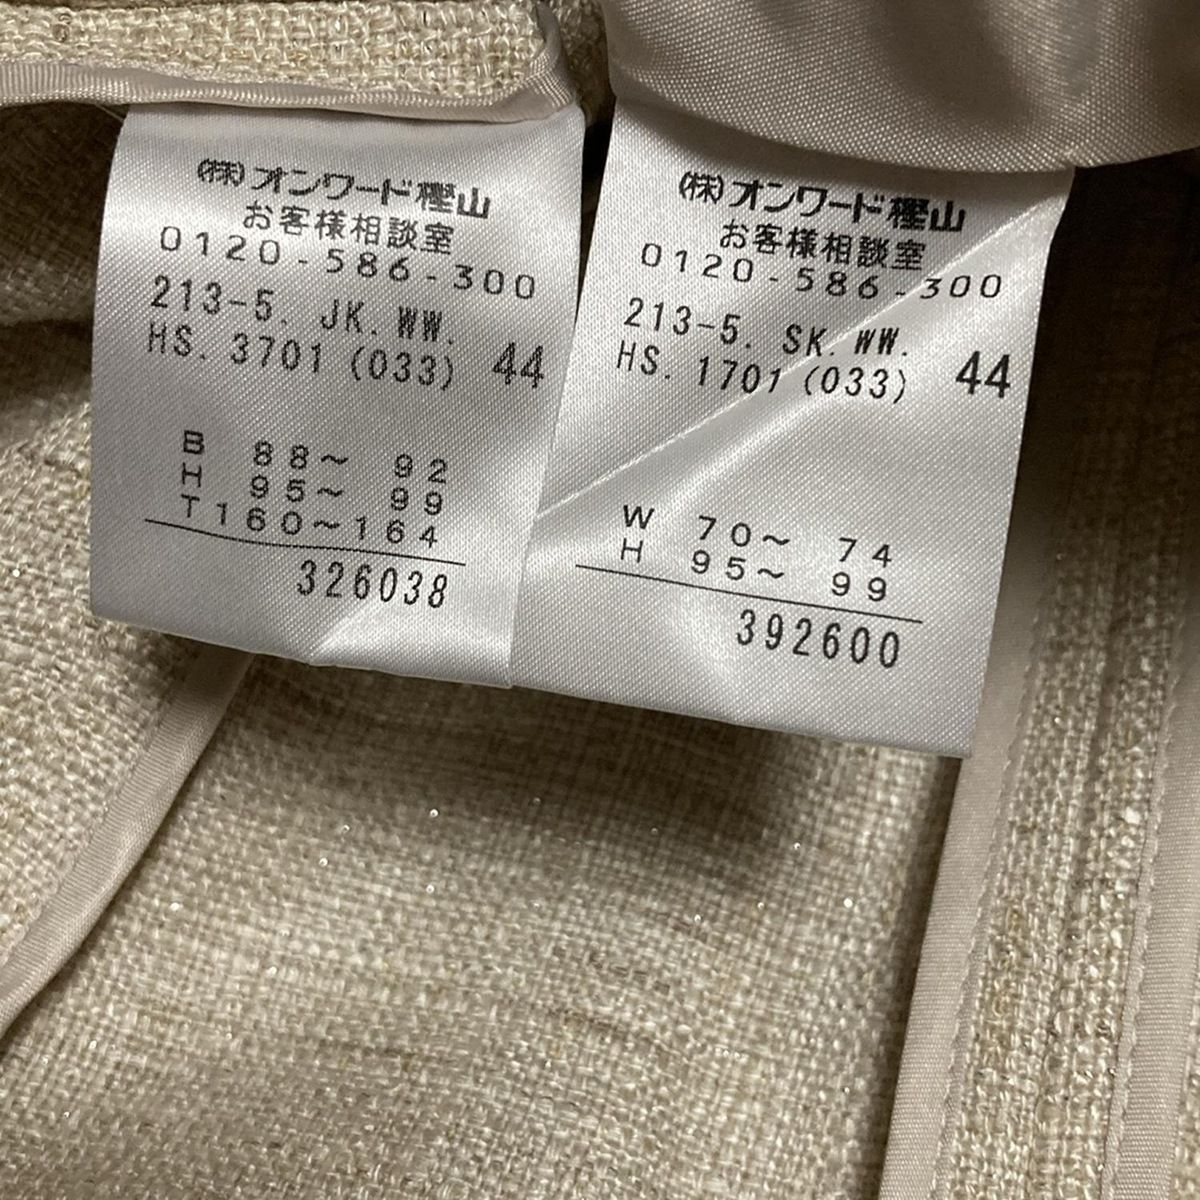 (株)オンワード樫山
お客様相談室
0120-586-300
213-5. JK. WW.
HS. 3701 (033) 44
B 88～ 92
H 95～ 99
T160～164
326038
(株)オンワード樫山
お客様相談室
0120-586-300
213-5. SK. WW.
HS. 1701 (033) 44
W 70～ 74
H 95～ 99
392600